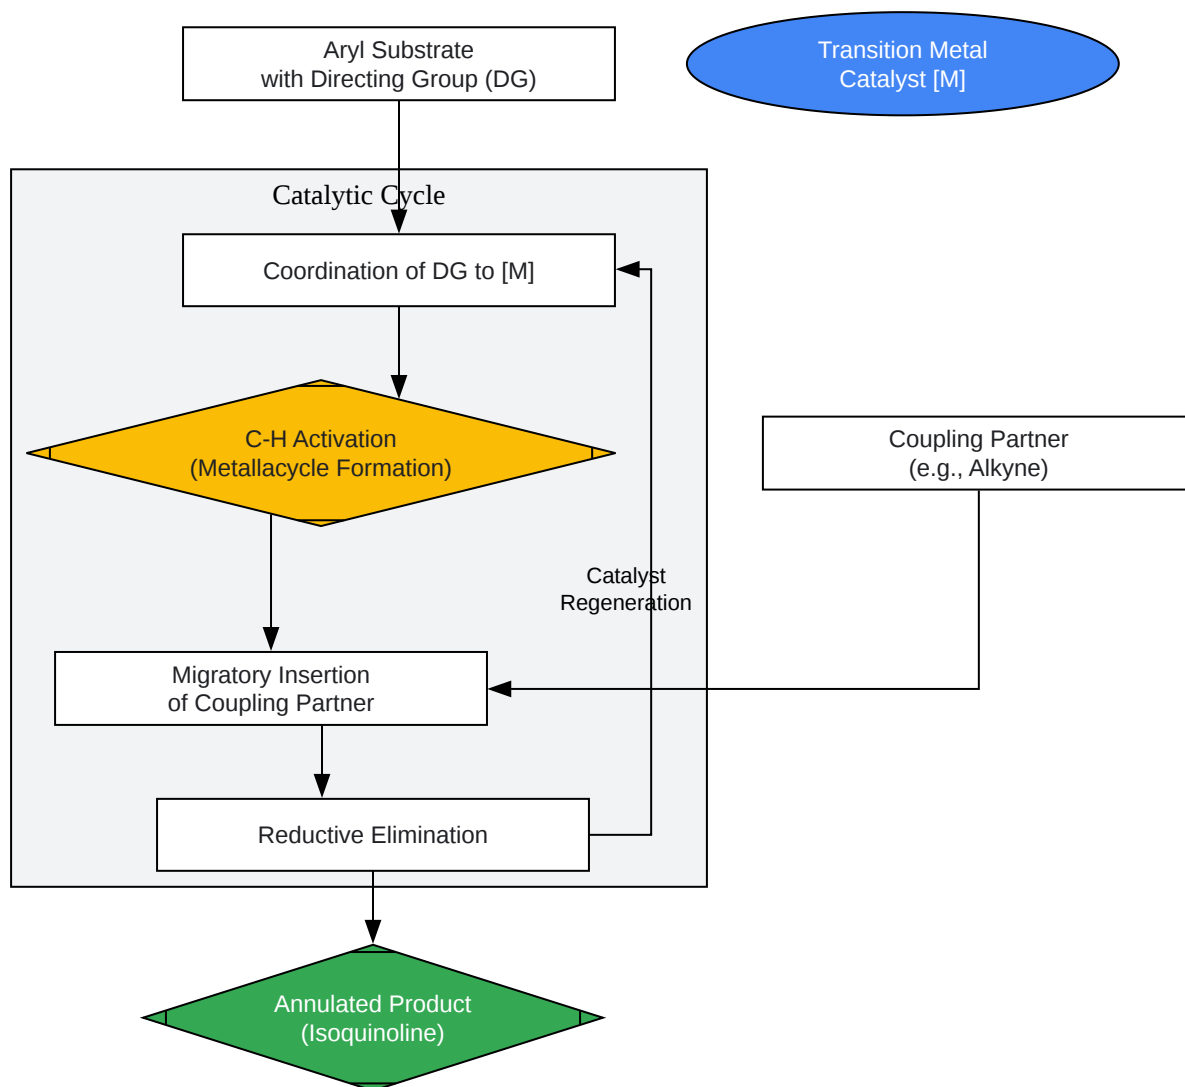 Aryl Substrate
with Directing Group (DG)
Transition Metal
Catalyst [M]
Catalytic Cycle
Coordination of DG to [M]
C-H Activation
(Metallacycle Formation)
Coupling Partner
(e.g., Alkyne)
Catalyst
Regeneration
Migratory Insertion
of Coupling Partner
Reductive Elimination
Annulated Product
(Isoquinoline)